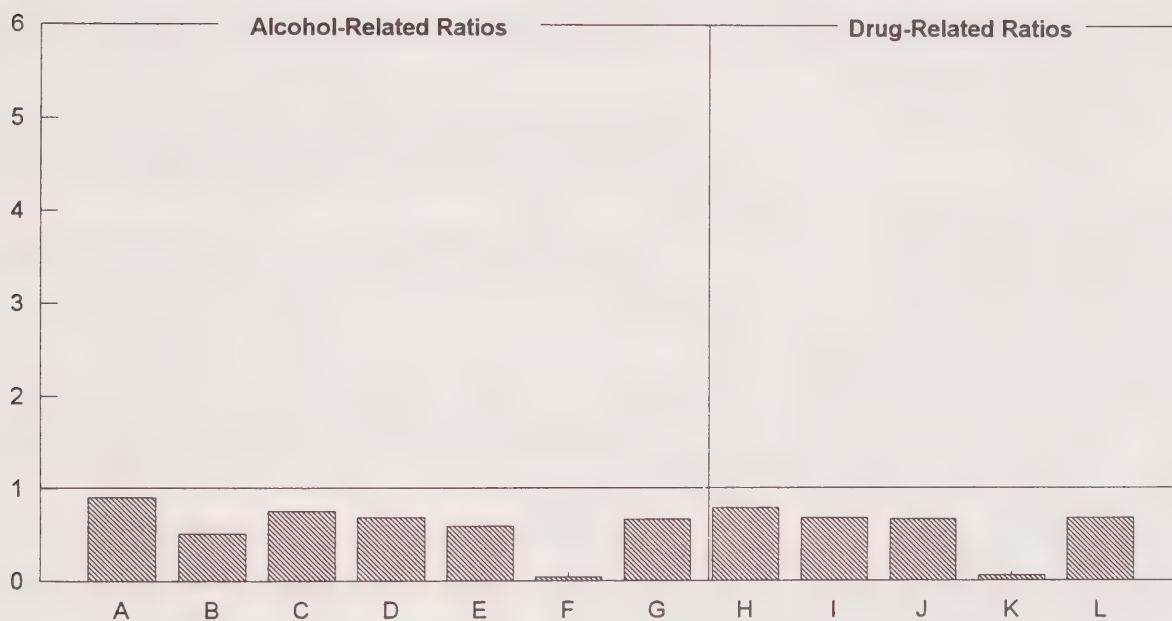 Alcohol-Related Ratios
Drug-Related Ratios
6
5
4
3
2
1
0
A B C D E F G H I J K L